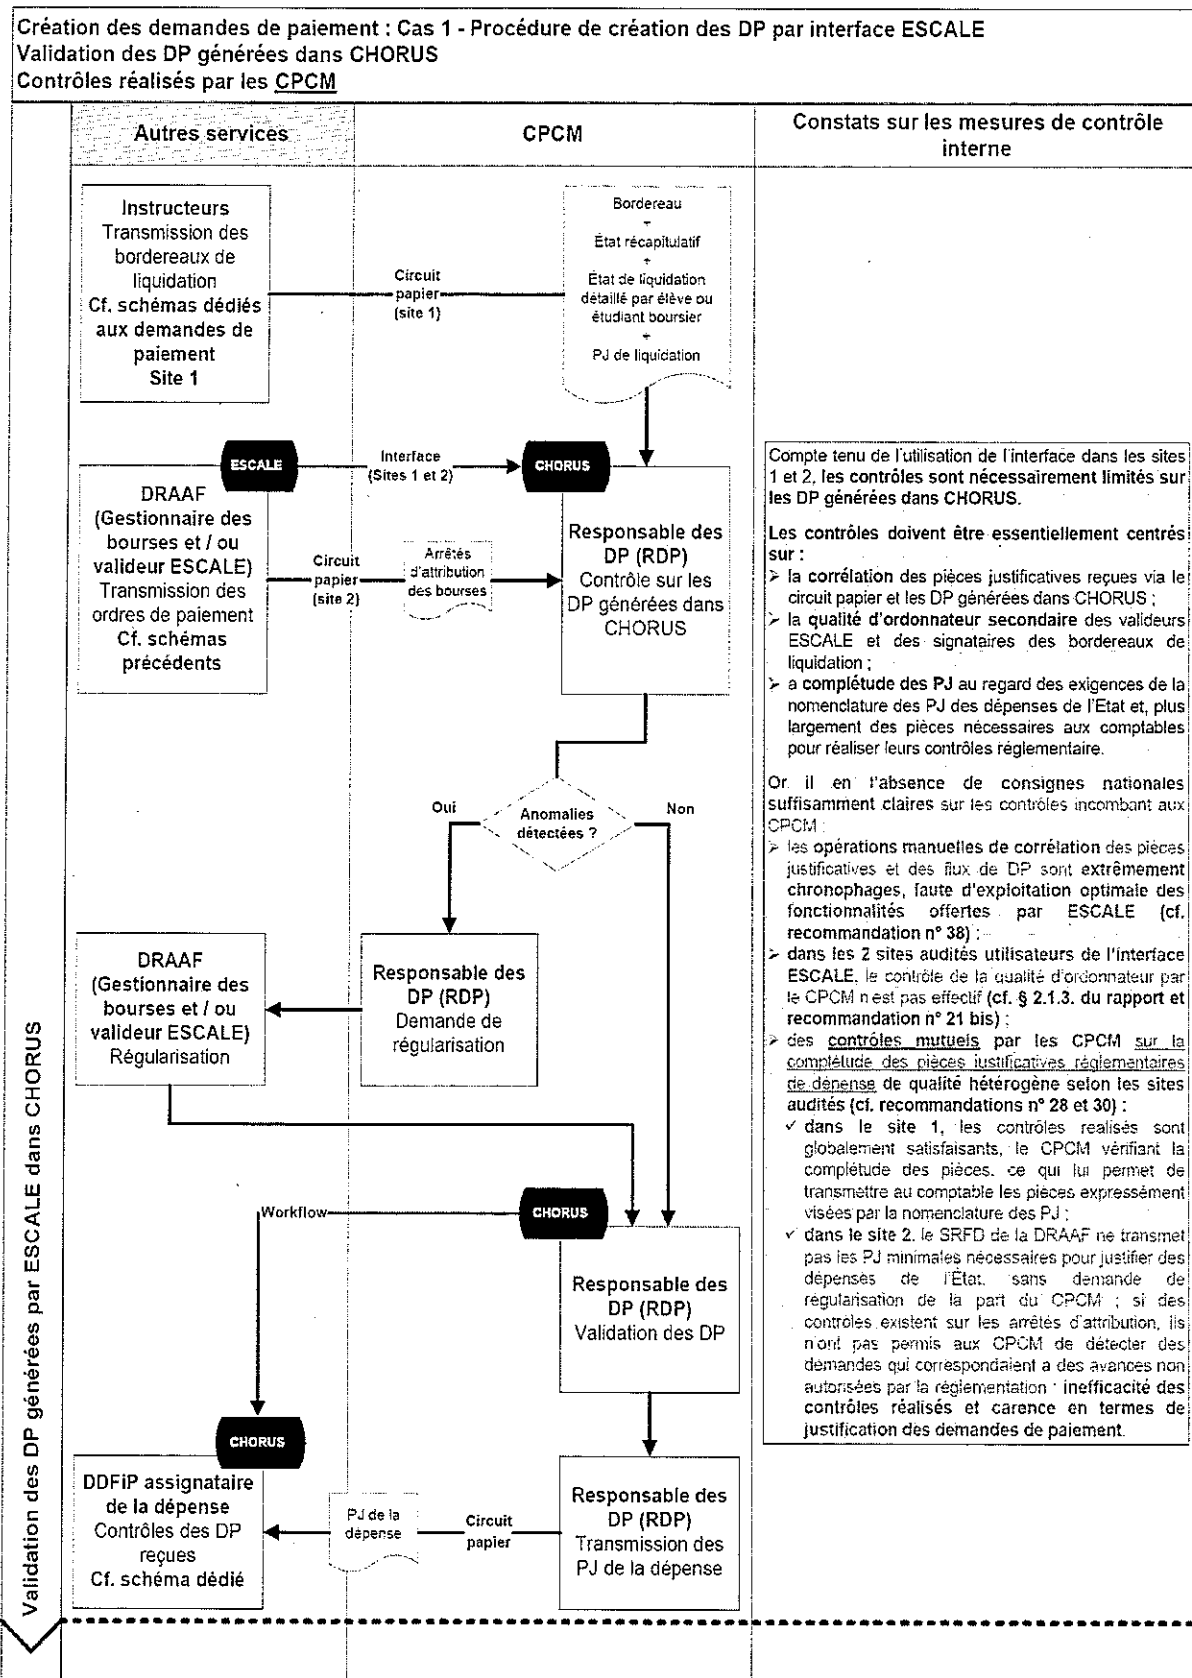 Création des demandes de paiement : Cas 1 - Procédure de création des DP par interface ESCALE
Validation des DP générées dans CHORUS
Contrôles réalisés par les CPCM
Autres services
CPCM
Constats sur les mesures de contrôle
interne
Validation des DP générées par ESCALE dans CHORUS
Instructeurs
Transmission des
bordereaux de
liquidation
Cf. schémas dédiés
aux demandes de
paiement
Site 1
Circuit
papier
(site 1)
Bordereau
+
État récapitulatif
+
État de liquidation
détaillé par élève ou
étudiant boursier
+
PJ de liquidation
ESCALE
Interface
(Sites 1 et 2)
CHORUS
DRAAF
(Gestionnaire des
bourses et / ou
valideur ESCALE)
Transmission des
ordres de paiement
Cf. schémas
précédents
Circuit
papier
(site 2)
Arrêtés
d'attribution
des bourses
Responsable des
DP (RDP)
Contrôle sur les
DP générées dans
CHORUS
Oui
Anomalies
détectées ?
Non
DRAAF
(Gestionnaire des
bourses et / ou
valideur ESCALE)
Régularisation
Responsable des
DP (RDP)
Demande de
régularisation
Workflow
CHORUS
Responsable des
DP (RDP)
Validation des DP
CHORUS
DDFiP assignataire
de la dépense
Contrôles des DP
reçues
Cf. schéma dédié
PJ de la
dépense
Circuit
papier
Responsable des
DP (RDP)
Transmission des
PJ de la dépense
Compte tenu de l'utilisation de l'interface dans les sites
1 et 2, les contrôles sont nécessairement limités sur
les DP générées dans CHORUS.
Les contrôles doivent être essentiellement centrés
sur :
➢ la corrélation des pièces justificatives reçues via le
circuit papier et les DP générées dans CHORUS ;
➢ la qualité d'ordonnateur secondaire des valideurs
ESCALE et des signataires des bordereaux de
liquidation ;
➢ a complétude des PJ au regard des exigences de la
nomenclature des PJ des dépenses de l'Etat et, plus
largement des pièces nécessaires aux comptables
pour réaliser leurs contrôles réglementaire.
Or il en l'absence de consignes nationales
suffisamment claires sur les contrôles incombant aux
CPCM :
➢ les opérations manuelles de corrélation des pièces
justificatives et des flux de DP sont extrêmement
chronophages, faute d'exploitation optimale des
fonctionnalités offertes par ESCALE (cf.
recommandation n° 38) ;
➢ dans les 2 sites audités utilisateurs de l'interface
ESCALE, le contrôle de la qualité d'ordonnateur par
le CPCM n'est pas effectif (cf. § 2.1.3. du rapport et
recommandation n° 21 bis) ;
➢ des contrôles mutuels par les CPCM sur la
complétude des pièces justificatives réglementaires
de dépense de qualité hétérogène selon les sites
audités (cf. recommandations n° 28 et 30) :
✓ dans le site 1, les contrôles réalisés sont
globalement satisfaisants, le CPCM vérifiant la
complétude des pièces, ce qui lui permet de
transmettre au comptable les pièces expressément
visées par la nomenclature des PJ ;
✓ dans le site 2, le SRFD de la DRAAF ne transmet
pas les PJ minimales nécessaires pour justifier des
dépenses de l'État, sans demande de
régularisation de la part du CPCM ; si des
contrôles existent sur les arrêtés d'attribution, ils
n'ont pas permis aux CPCM de détecter des
demandes qui correspondaient à des avances non
autorisées par la réglementation : inefficacité des
contrôles réalisés et carence en termes de
justification des demandes de paiement.